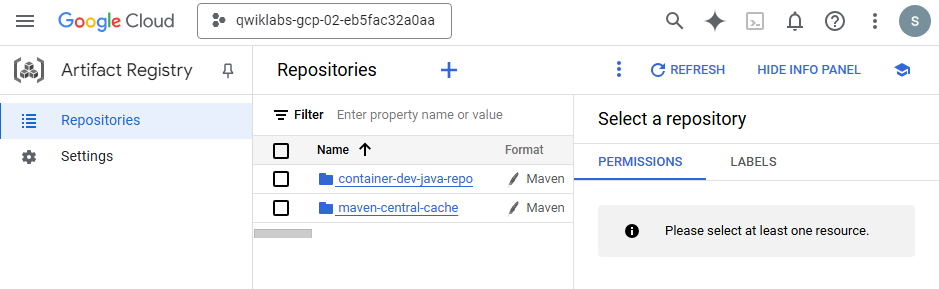 Google Cloud
qwiklabs-gcp-02-eb5fac32a0aa
S
Artifact Registry
Repositories
REFRESH
HIDE INFO PANEL
Repositories
Settings
Filter
Enter property name or value
Name
Format
container-dev-java-repo
Maven
maven-central-cache
Maven
Select a repository
PERMISSIONS
LABELS
Please select at least one resource.